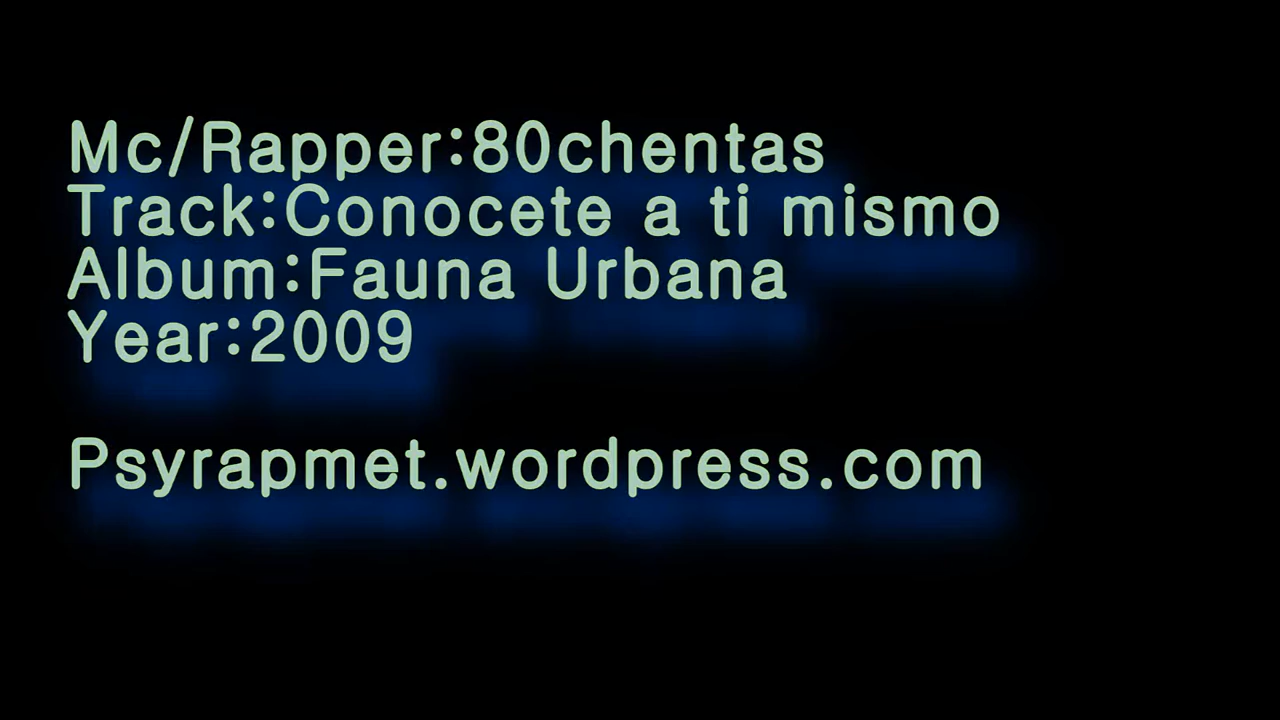 Mc/Rapper:80chentas
Track:Conocete a ti mismo
Album:Fauna Urbana
Year:2009
Psyrapmet.wordpress.com